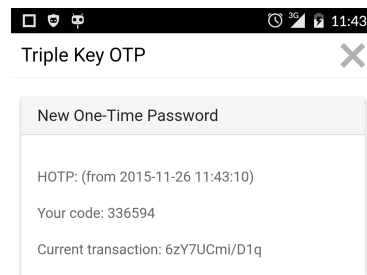 3G 11:43
Triple Key OTP
New One-Time Password
HOTP: (from 2015-11-26 11:43:10)
Your code: 336594
Current transaction: 6zY7UCmi/D1q